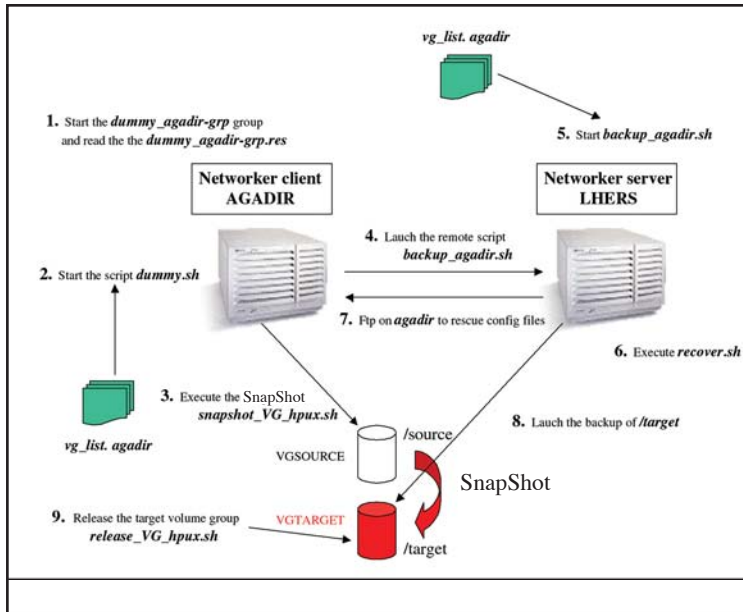 vg_list. agadir
1. Start the dummy_agadir-grp group
and read the the dummy_agadir-grp.res
5. Start backup_agadir.sh
Networker client
AGADIR
Networker server
LHERS
4. Lauch the remote script
backup_agadir.sh
2. Start the script dummy.sh
7. Ftp on agadir to rescue config files
6. Execute recover.sh
3. Execute the SnapShot
snapshot_VG_hpux.sh
8. Lauch the backup of /target
vg_list. agadir
/source
VGSOURCE
SnapShot
9. Release the target volume group
release_VG_hpux.sh
VGTARGET
/target